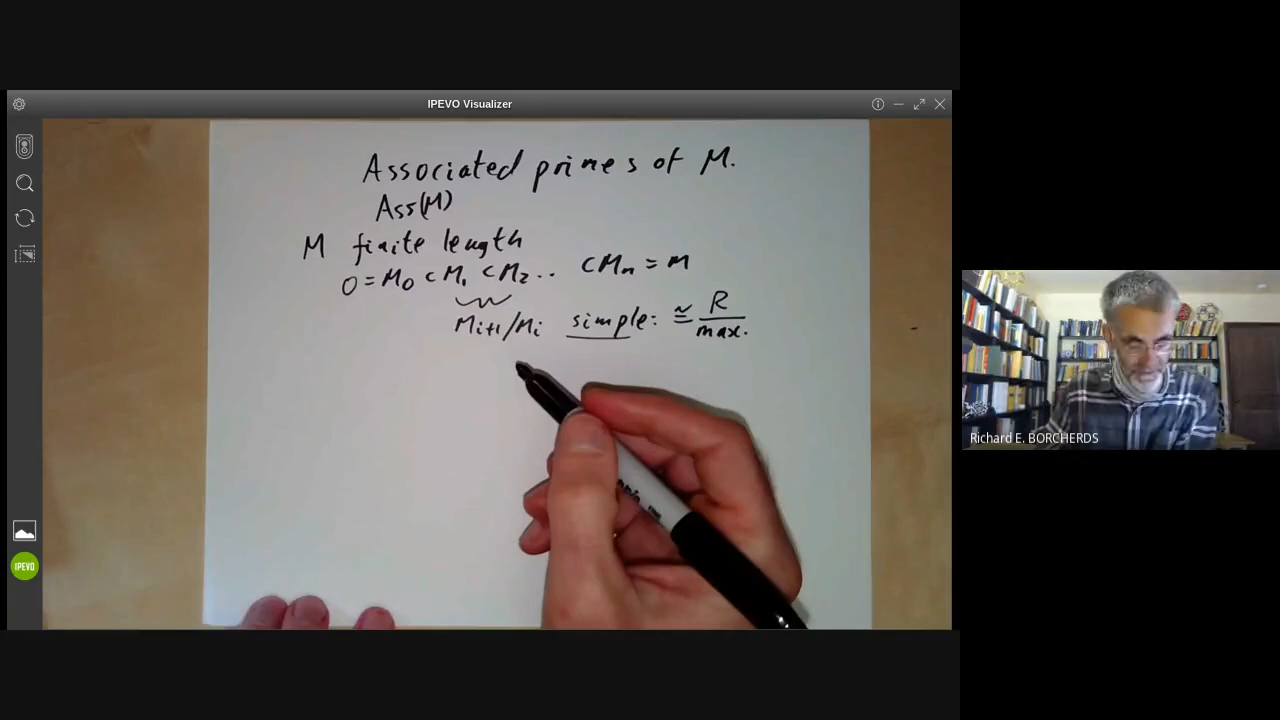 IPEVO Visualizer
Associated primes of M.
Ass(M)
M finite length
0 = M₀ ⊂ M₁ ⊂ M₂ .. ⊂ Mₙ = M
Mᵢ₊₁/Mᵢ simple: ≅ R/max.
Richard E. BORCHERDS
IPEVO